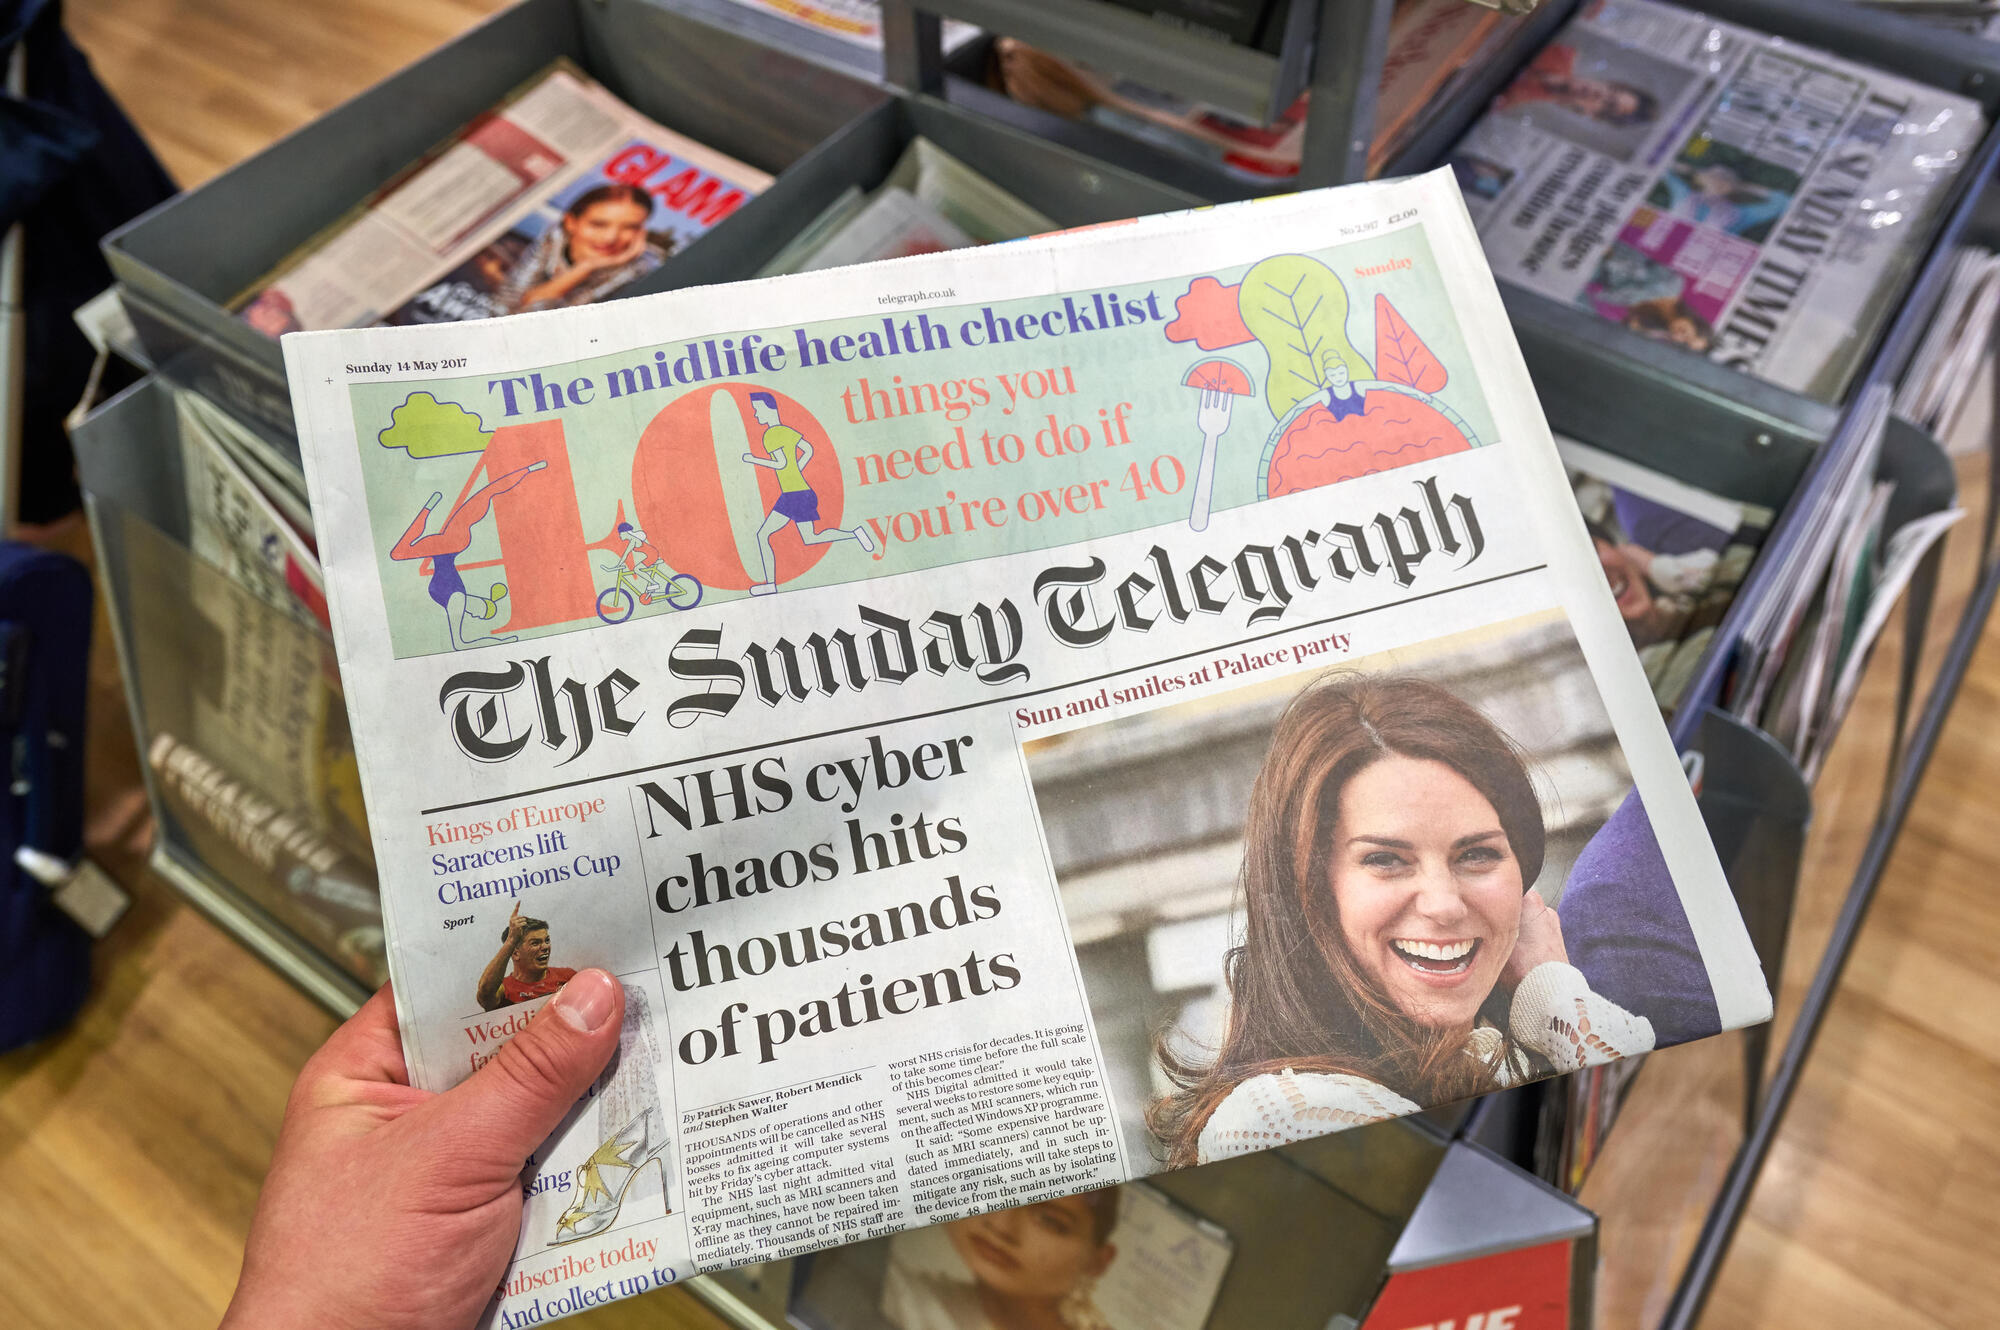 GLAM
THE SUNDAY TIMES
telegraph.co.uk
No 2,917 £2.00
Sunday 14 May 2017
Sunday
The midlife health checklist
40
things you
need to do if
you're over 40
The Sunday Telegraph
Kings of Europe
Saracens lift
Champions Cup
Sport
Subscribe today
And collect up to
NHS cyber
chaos hits
thousands
of patients
By Patrick Sawer, Robert Mendick
and Stephen Walter
THOUSANDS of operations and other
appointments will be cancelled as NHS
bosses admitted it will take several
weeks to fix ageing computer systems
hit by Friday's cyber attack.
The NHS last night admitted vital
equipment, such as MRI scanners and
X-ray machines, have now been taken
offline as they cannot be repaired im-
mediately. Thousands of NHS staff are
now bracing themselves for further
worst NHS crisis for decades. It is going
to take some time before the full scale
of this becomes clear."
NHS Digital admitted it would take
several weeks to restore some key equip-
ment, such as MRI scanners, which run
on the affected Windows XP programme.
It said: "Some expensive hardware
(such as MRI scanners) cannot be up-
dated immediately, and in such in-
stances organisations will take steps to
mitigate any risk, such as by isolating
the device from the main network."
Some 48 health service organisa-
Sun and smiles at Palace party